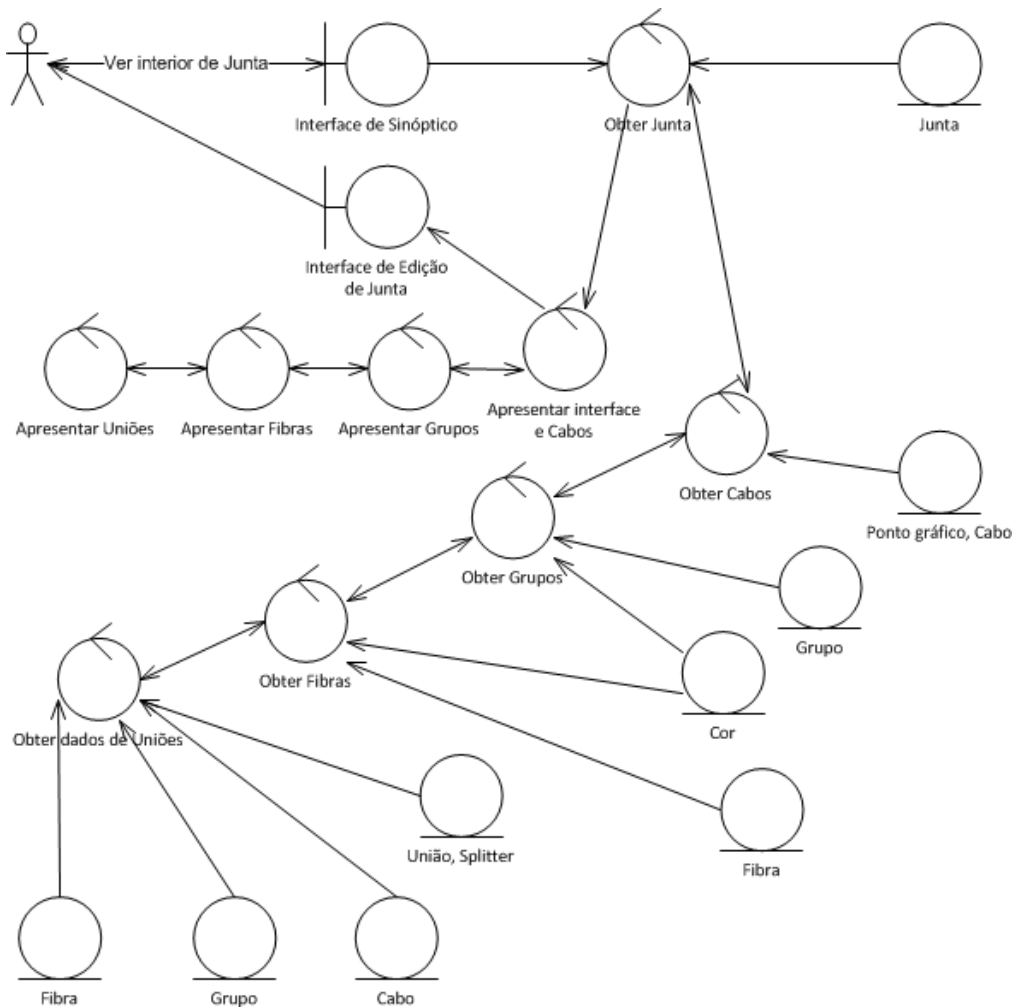 Ver interior de Junta
Interface de Sinóptico
Obter Junta
Junta
Interface de Edição
de Junta
Apresentar Uniões
Apresentar Fibras
Apresentar Grupos
Apresentar interface
e Cabos
Obter Cabos
Ponto gráfico, Cabo
Obter Grupos
Grupo
Obter Fibras
Cor
Obter dados de Uniões
União, Splitter
Fibra
Fibra
Grupo
Cabo